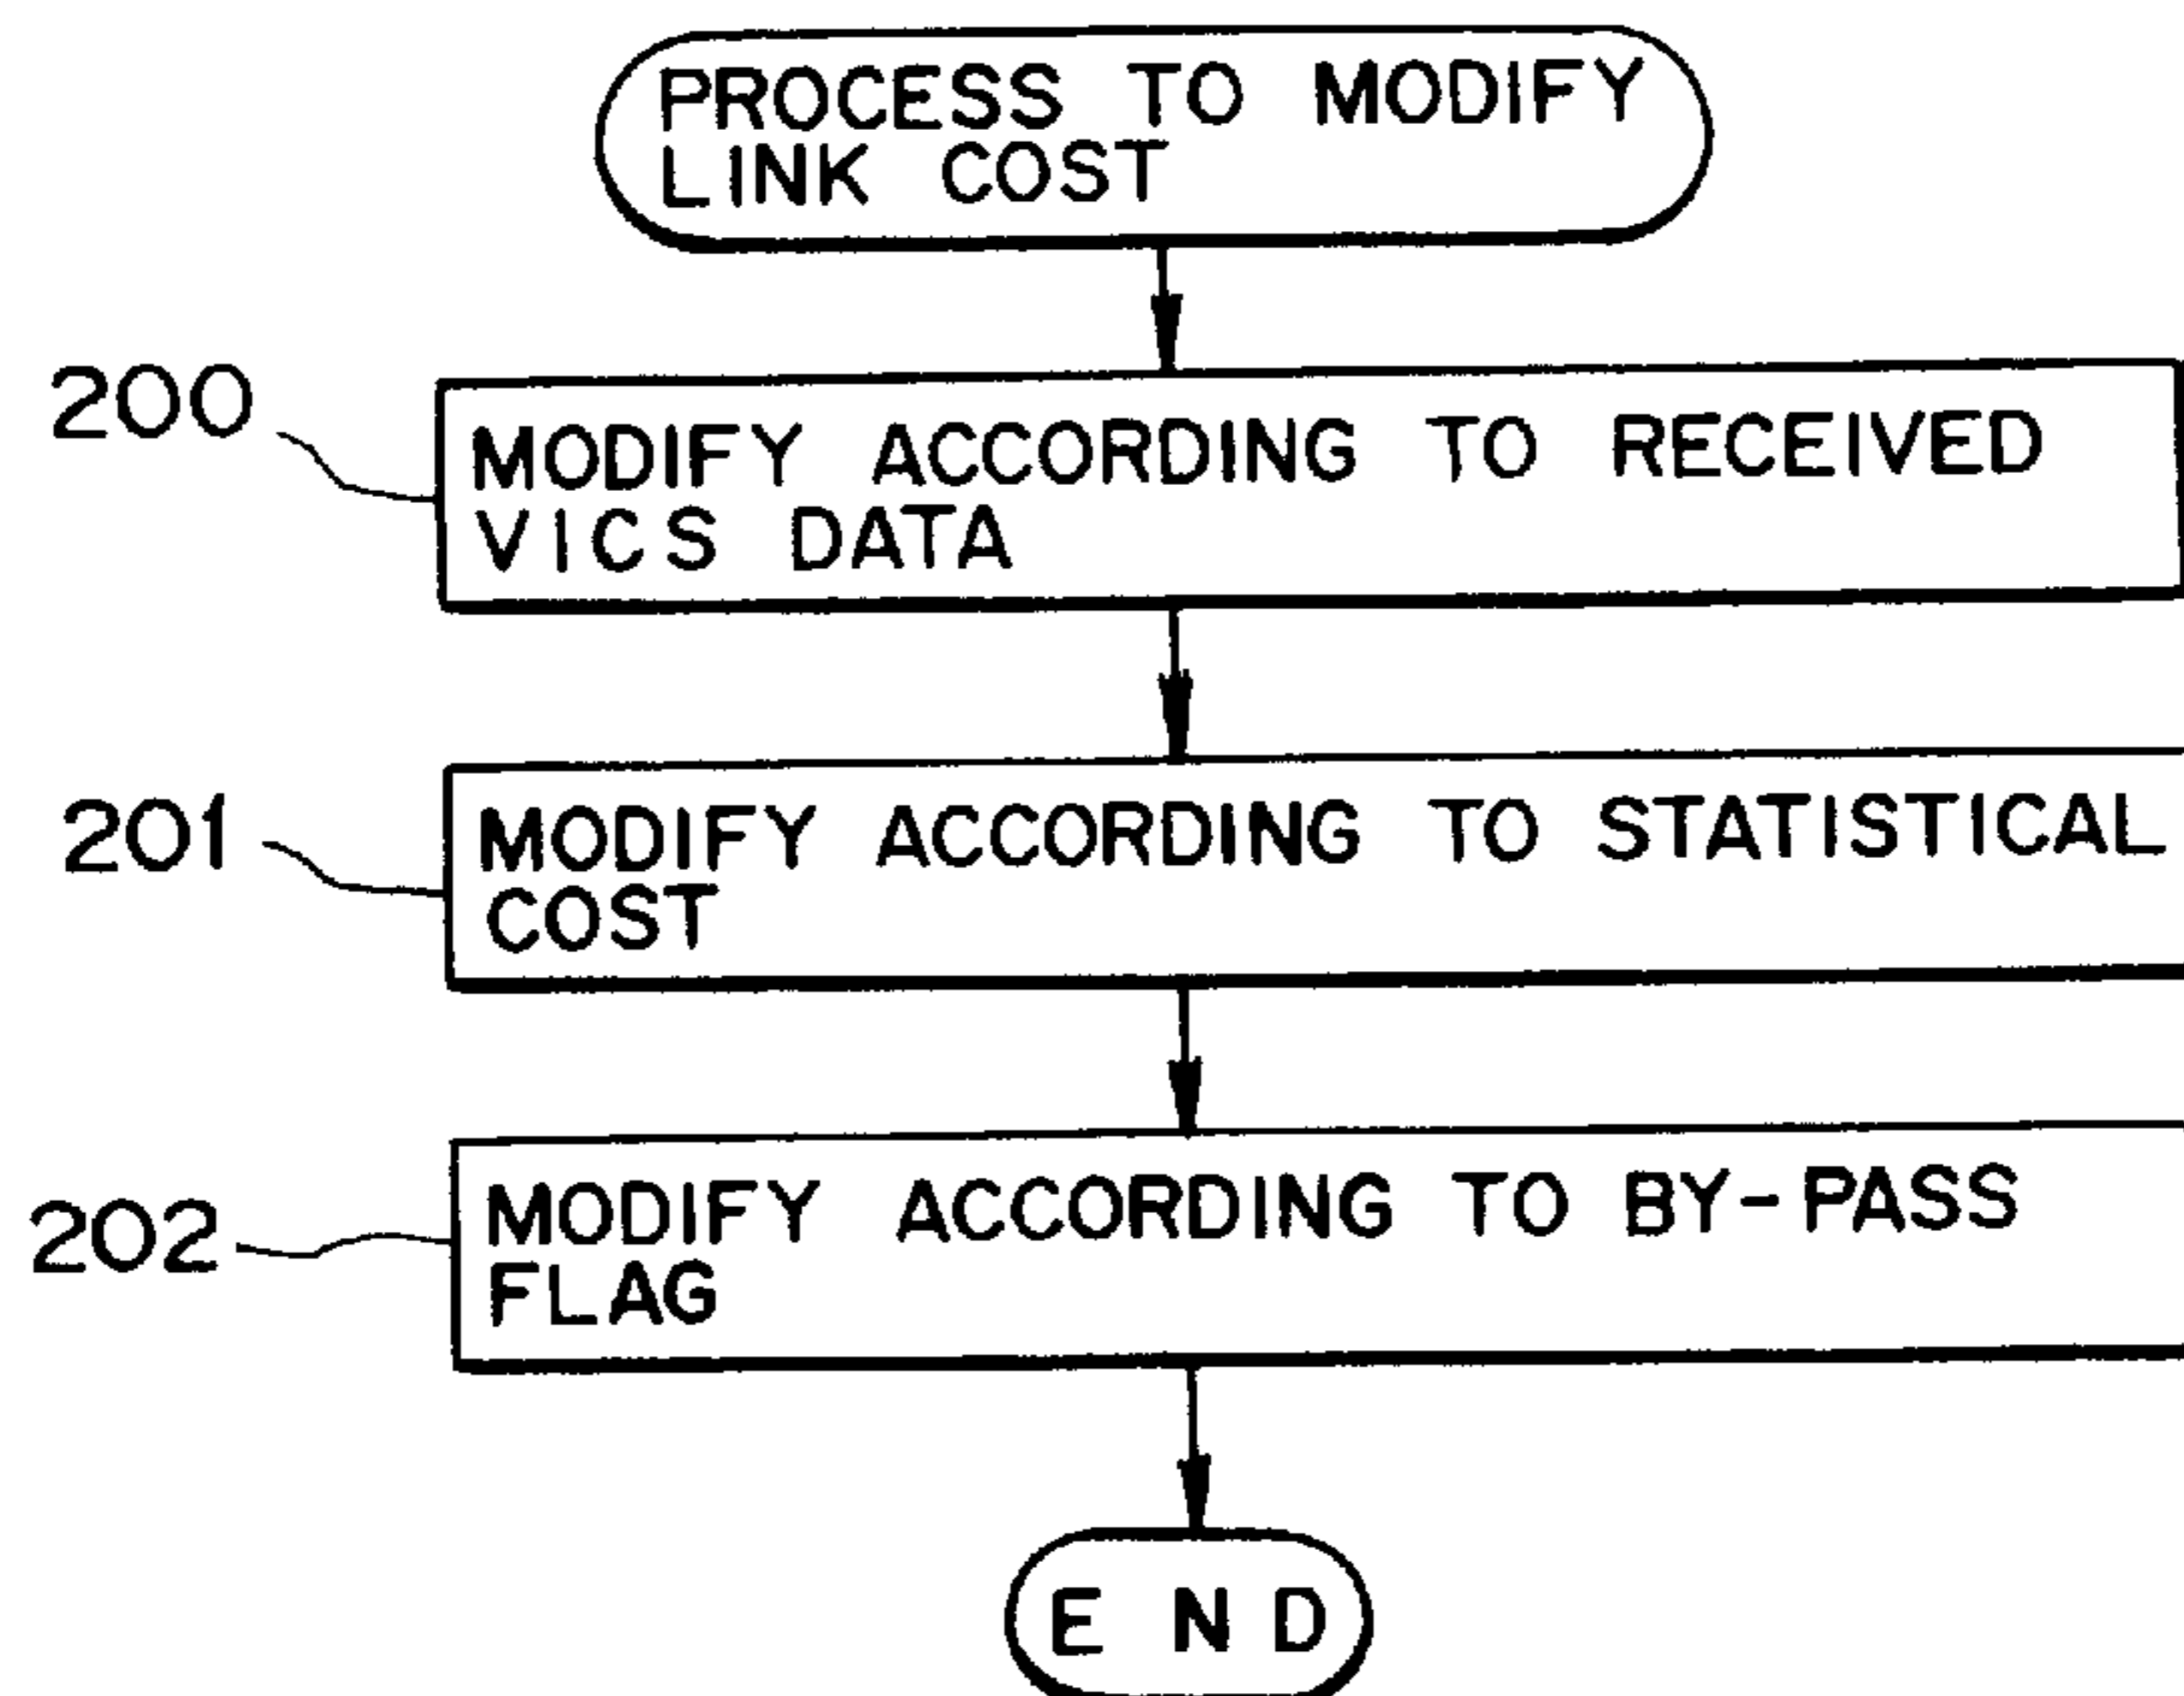 PROCESS TO MODIFY
LINK COST
200
MODIFY ACCORDING TO RECEIVED
VICS DATA
201
MODIFY ACCORDING TO STATISTICAL
COST
202
MODIFY ACCORDING TO BY-PASS
FLAG
END